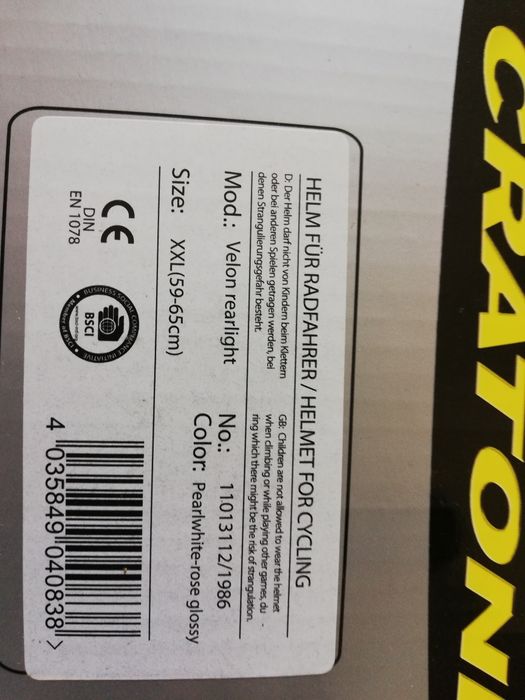 CRATONI
HELM FÜR RADFAHRER / HELMET FOR CYCLING
D: Der Helm darf nicht von Kindern beim Klettern
oder bei anderen Spielen getragen werden, bei
denen Strangulierungsgefahr besteht.
GB: Children are not allowed to wear the helmet
when climbing or while playing other games, du -
ring which there might be the risk of strangulation.
Mod.: Velon rearlight
No.: 11013112/1986
Size: XXL(59-65cm)
Color: Pearlwhite-rose glossy
CE
DIN
EN 1078
BUSINESS SOCIAL COMPLIANCE INITIATIVE
BSCI
4 035849 040838 >